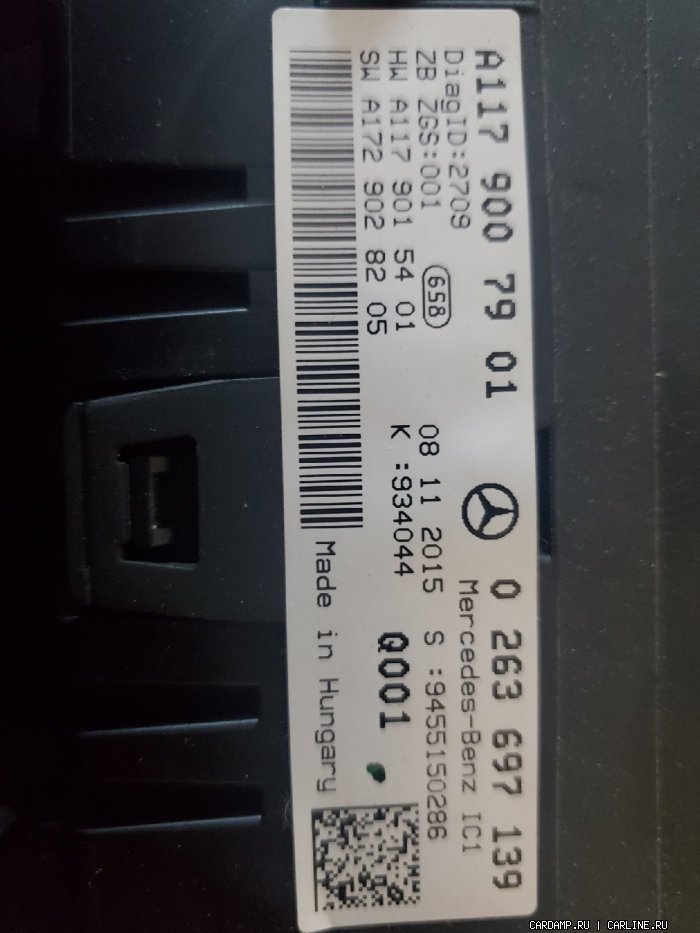 A117 900 79 01
0 263 697 139
DiagID:2709
Mercedes-Benz IC1
ZB ZGS:001
658
08 11 2015 S :9455150286
HW A117 901 54 01
K :934044
Q001
SW A172 902 82 05
Made in Hungary
CARDAMP.RU | CARLINE.RU